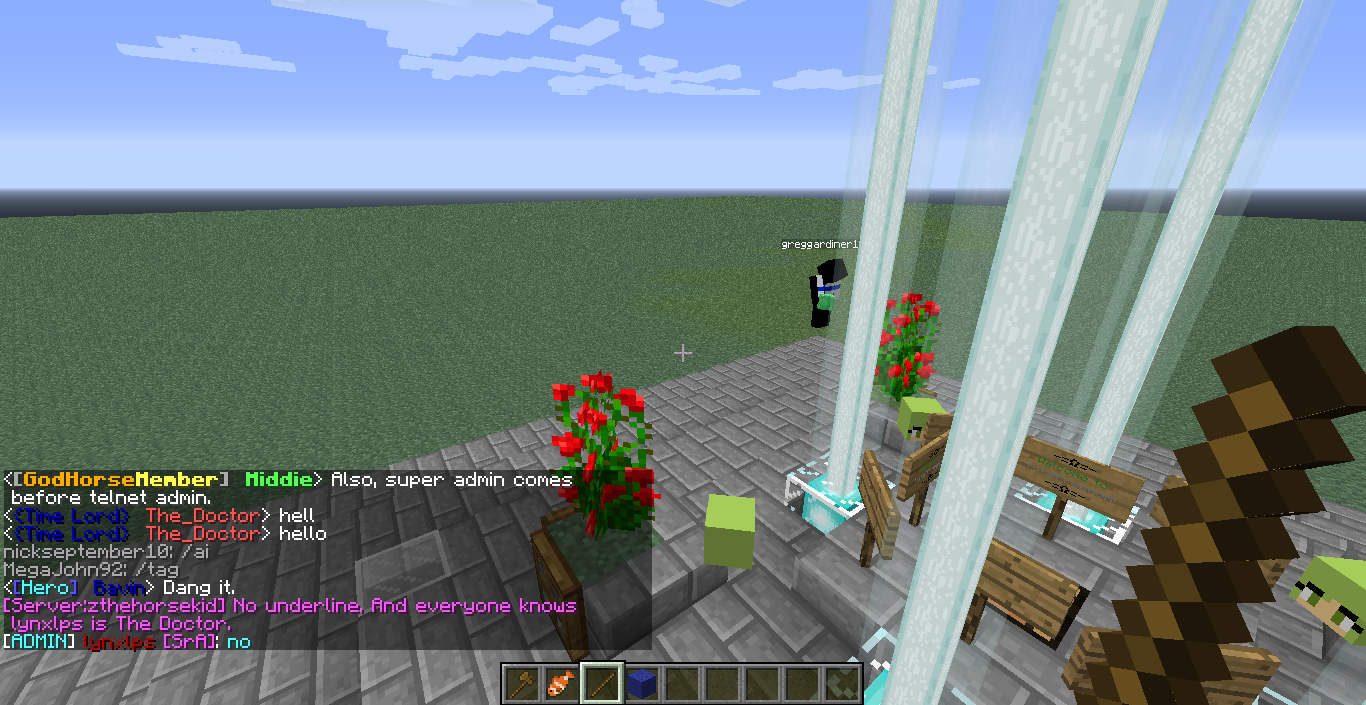 greggardiner1
<[GodHorseMember] Middie> Also, super admin comes
before telnet admin.
<{Time Lord} The_Doctor> hell
<{Time Lord} The_Doctor> hello
nickseptember10: /ai
MegaJohn92: /tag
<[Hero] Bavin> Dang it.
[Server:zthehorsekid] No underline, And everyone knows
lynxlps is The Doctor.
[ADMIN] lynxlps [SrA]: no